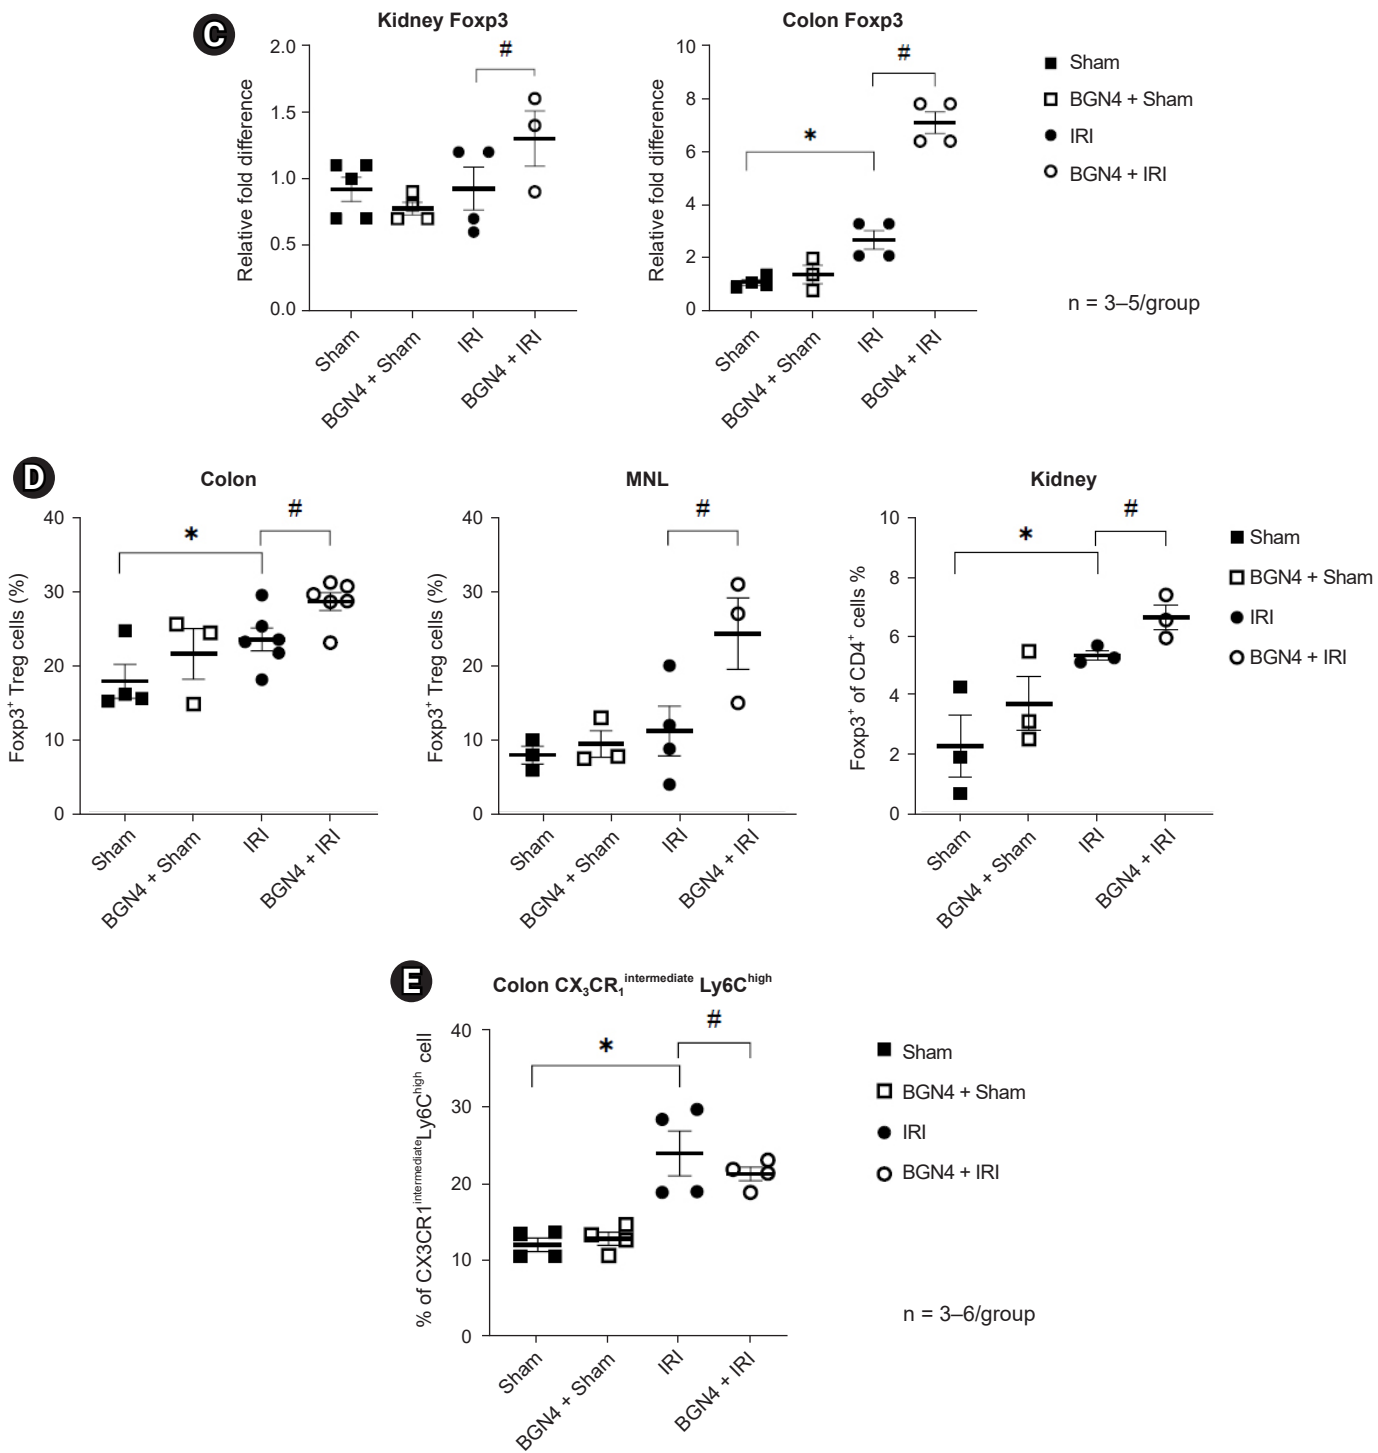 C
Kidney Foxp3
Colon Foxp3
#
#
*
2.0
1.5
1.0
0.5
0.0
Relative fold difference
10
8
6
4
2
0
Relative fold difference
Sham
BGN4 + Sham
IRI
BGN4 + IRI
Sham
BGN4 + Sham
IRI
BGN4 + IRI
Sham
BGN4 + Sham
IRI
BGN4 + IRI
n = 3–5/group
D
Colon
MNL
Kidney
*
#
#
*
#
40
30
20
10
0
Foxp3⁺ Treg cells (%)
40
30
20
10
0
Foxp3⁺ Treg cells (%)
10
8
6
4
2
0
Foxp3⁺ of CD4⁺ cells %
Sham
BGN4 + Sham
IRI
BGN4 + IRI
Sham
BGN4 + Sham
IRI
BGN4 + IRI
Sham
BGN4 + Sham
IRI
BGN4 + IRI
Sham
BGN4 + Sham
IRI
BGN4 + IRI
E
Colon CX₃CR₁intermediate Ly6Chigh
*
#
40
30
20
10
0
% of CX3CR1intermediateLy6Chigh cell
Sham
BGN4 + Sham
IRI
BGN4 + IRI
Sham
BGN4 + Sham
IRI
BGN4 + IRI
n = 3–6/group